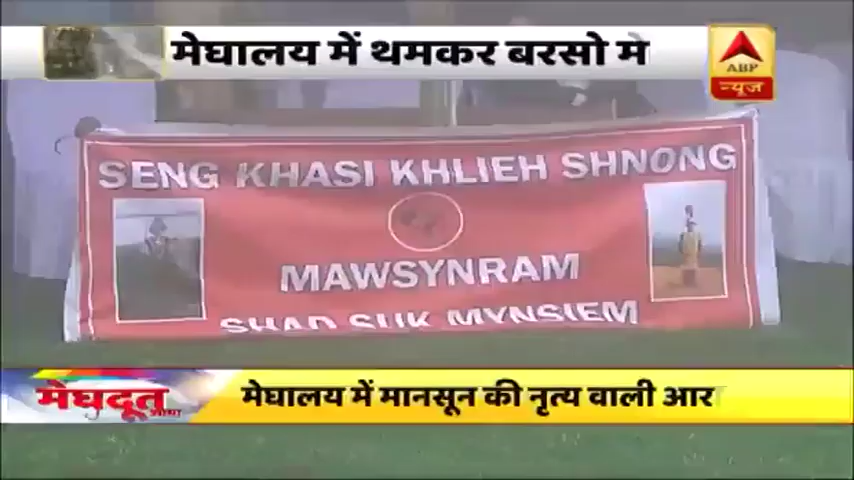 मेघालय में थमकर बरसो मे
ABP
न्यूज़
SENG KHASI KHLIEH SHNONG
MAWSYNRAM
SHAD SUK MYNSIEM
मेघदूत
मेघालय में मानसून की नृत्य वाली आर